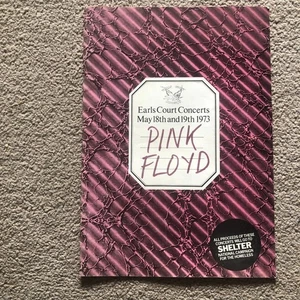 Earls Court Concerts
May 18th and 19th 1973
PINK
FLOYD
ALL PROCEEDS OF THESE
CONCERTS WILL GO TO
SHELTER
NATIONAL CAMPAIGN
FOR THE HOMELESS